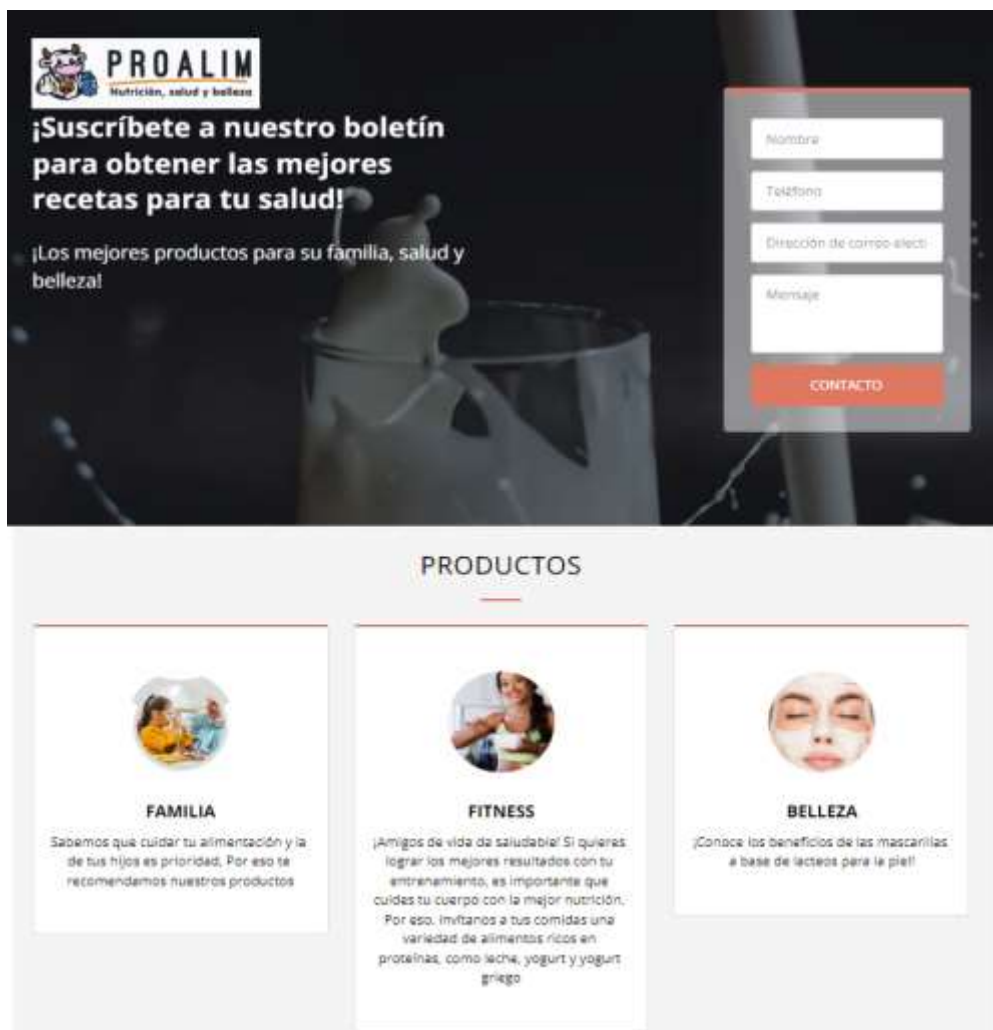 PROALIM
Nutrición, salud y belleza
¡Suscríbete a nuestro boletín
para obtener las mejores
recetas para tu salud!
¡Los mejores productos para su familia, salud y
belleza!
Nombre
Teléfono
Dirección de correo electi
Mensaje
CONTACTO
PRODUCTOS
FAMILIA
Sabemos que cuidar tu alimentación y la
de tus hijos es prioridad, Por eso te
recomendamos nuestros productos
FITNESS
¡Amigos de vida da saludable! Si quieres
lograr los mejores resultados con tu
entrenamiento, es importante que
cuides tu cuerpo con la mejor nutrición.
Por eso, invítanos a tus comidas una
variedad de alimentos ricos en
proteínas, como leche, yogurt y yogurt
griego
BELLEZA
¡Conoce los beneficios de las mascarillas
a base de lacteos para la piel!